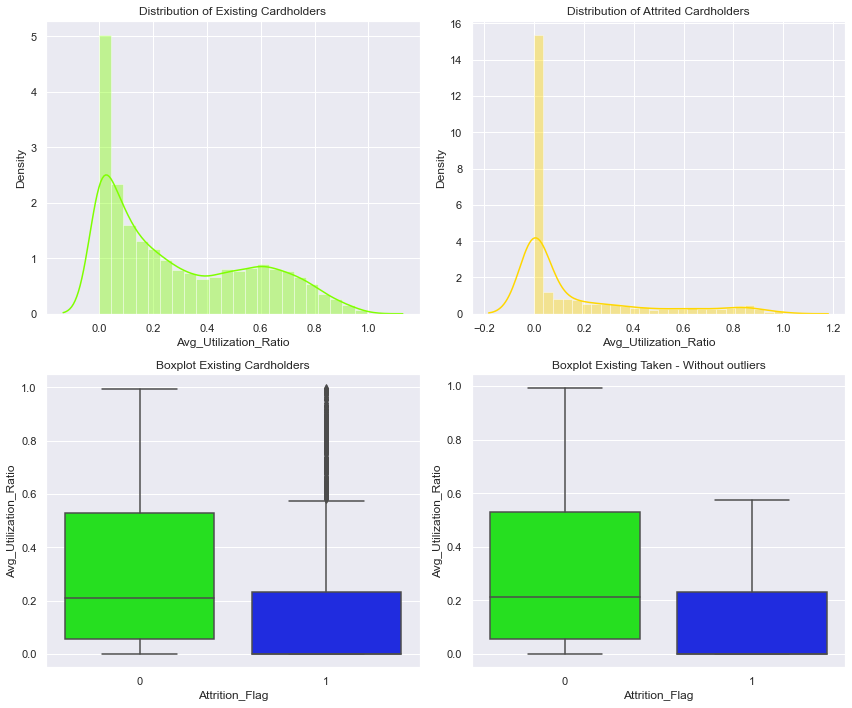 Distribution of Existing Cardholders
Density
5
4
3
2
1
0
0.0 0.2 0.4 0.6 0.8 1.0
Avg_Utilization_Ratio
Distribution of Attrited Cardholders
Density
16
14
12
10
8
6
4
2
0
−0.2 0.0 0.2 0.4 0.6 0.8 1.0 1.2
Avg_Utilization_Ratio
Boxplot Existing Cardholders
Avg_Utilization_Ratio
1.0
0.8
0.6
0.4
0.2
0.0
0 1
Attrition_Flag
Boxplot Existing Taken - Without outliers
Avg_Utilization_Ratio
1.0
0.8
0.6
0.4
0.2
0.0
0 1
Attrition_Flag